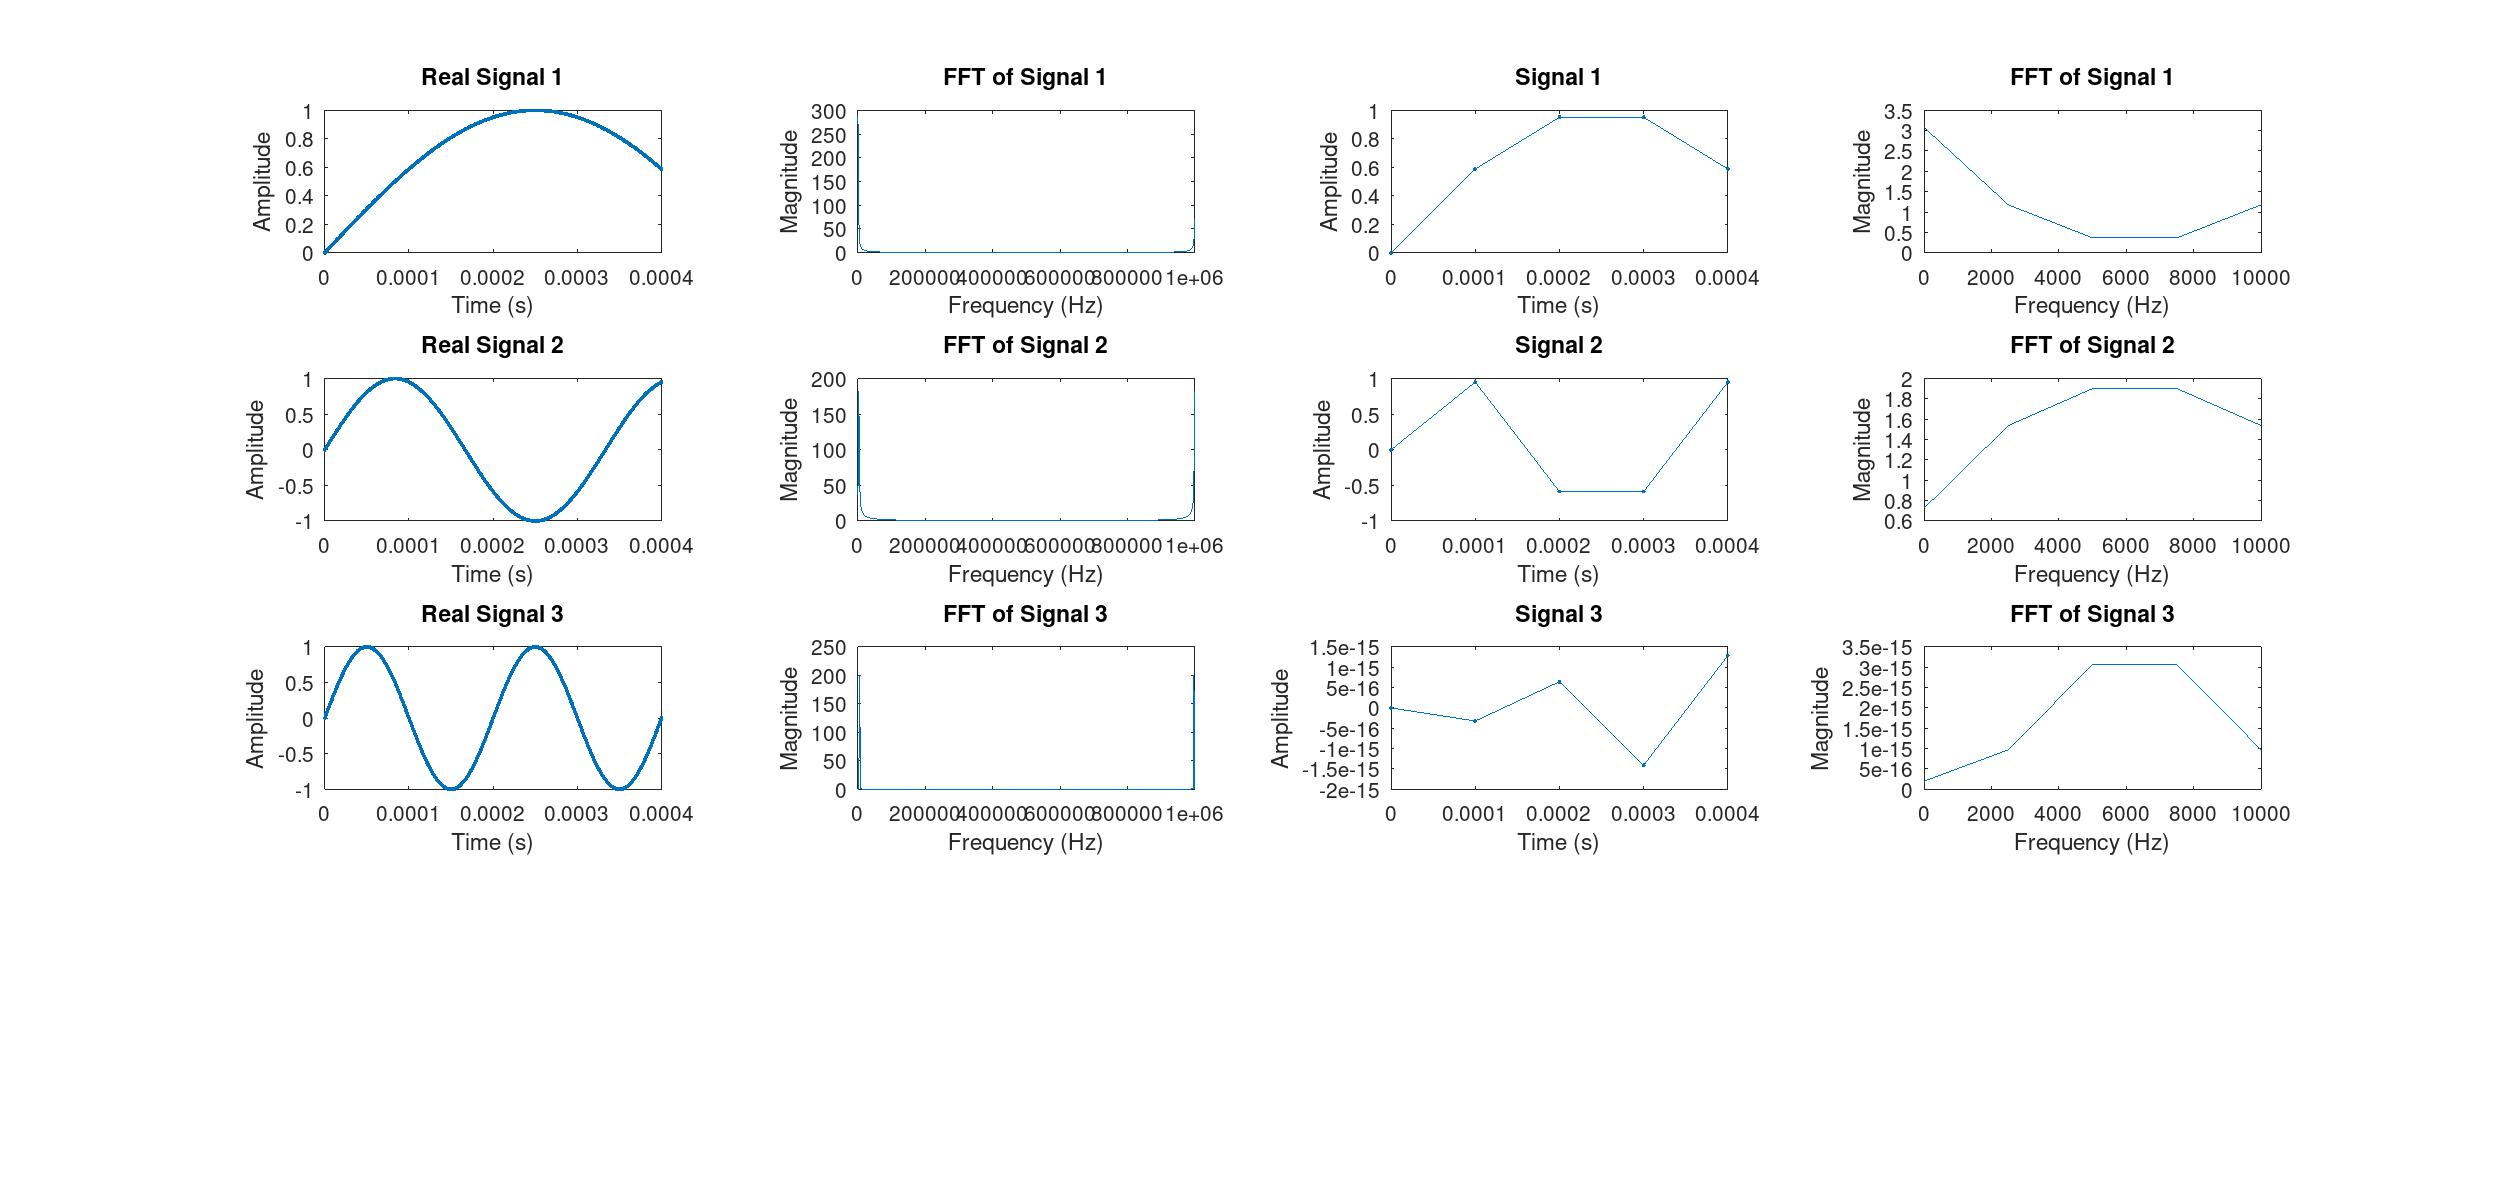 Real Signal 1
Amplitude
1
0.8
0.6
0.4
0.2
0
0 0.0001 0.0002 0.0003 0.0004
Time (s)
FFT of Signal 1
Magnitude
300
250
200
150
100
50
0
0 200000 400000 600000 800000 1e+06
Frequency (Hz)
Signal 1
Amplitude
1
0.8
0.6
0.4
0.2
0
0 0.0001 0.0002 0.0003 0.0004
Time (s)
FFT of Signal 1
Magnitude
3.5
3
2.5
2
1.5
1
0.5
0
0 2000 4000 6000 8000 10000
Frequency (Hz)
Real Signal 2
Amplitude
1
0.5
0
-0.5
-1
0 0.0001 0.0002 0.0003 0.0004
Time (s)
FFT of Signal 2
Magnitude
200
150
100
50
0
0 200000 400000 600000 800000 1e+06
Frequency (Hz)
Signal 2
Amplitude
1
0.5
0
-0.5
-1
0 0.0001 0.0002 0.0003 0.0004
Time (s)
FFT of Signal 2
Magnitude
2
1.8
1.6
1.4
1.2
1
0.8
0.6
0 2000 4000 6000 8000 10000
Frequency (Hz)
Real Signal 3
Amplitude
1
0.5
0
-0.5
-1
0 0.0001 0.0002 0.0003 0.0004
Time (s)
FFT of Signal 3
Magnitude
250
200
150
100
50
0
0 200000 400000 600000 800000 1e+06
Frequency (Hz)
Signal 3
Amplitude
1.5e-15
1e-15
5e-16
0
-5e-16
-1e-15
-1.5e-15
-2e-15
0 0.0001 0.0002 0.0003 0.0004
Time (s)
FFT of Signal 3
Magnitude
3.5e-15
3e-15
2.5e-15
2e-15
1.5e-15
1e-15
5e-16
0
0 2000 4000 6000 8000 10000
Frequency (Hz)